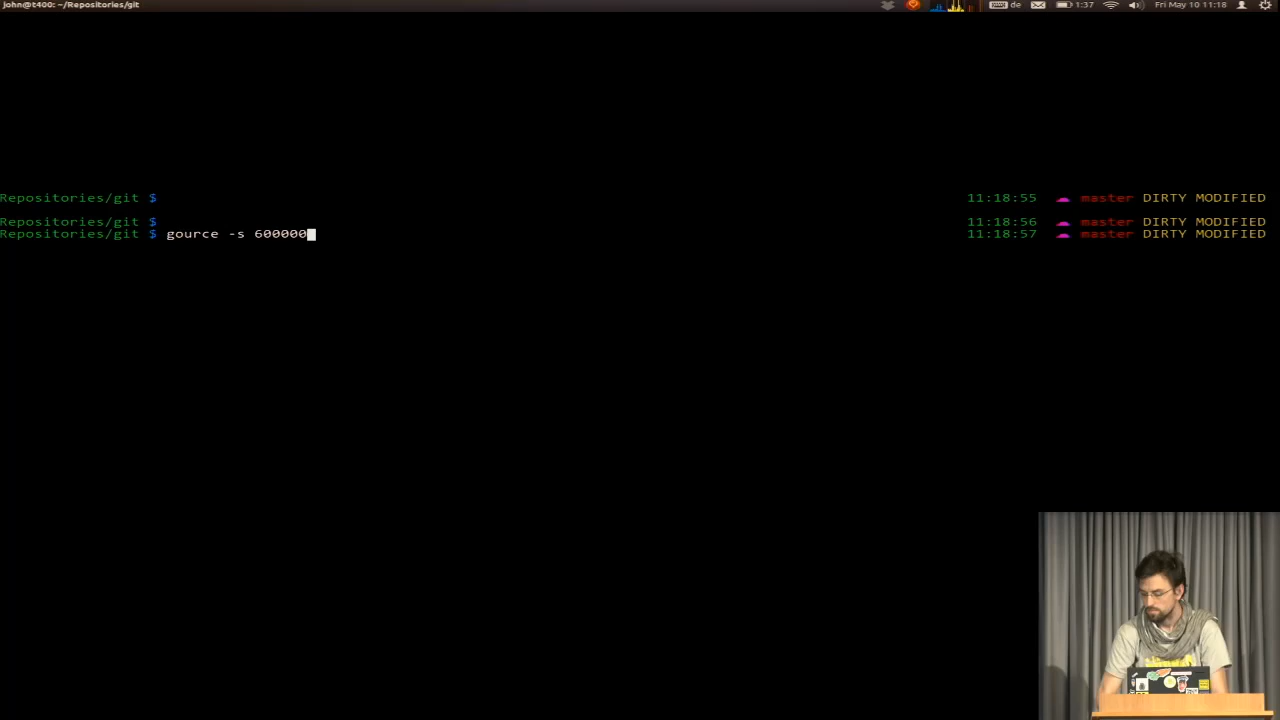 john@t400: ~/Repositories/git de 1:37 Fri May 10 11:18
Repositories/git $ 11:18:55 master DIRTY MODIFIED
Repositories/git $ 11:18:56 master DIRTY MODIFIED
Repositories/git $ gource -s 600000 11:18:57 master DIRTY MODIFIED